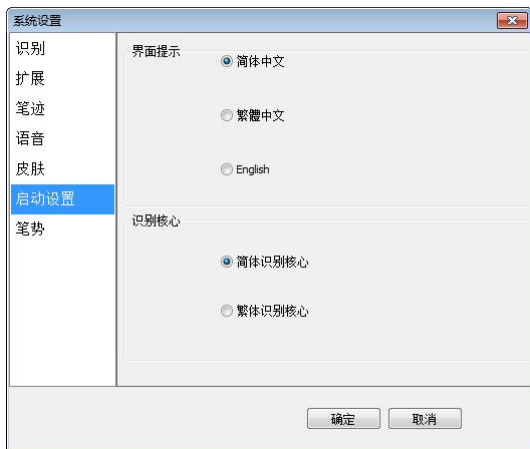 系统设置
识别
扩展
笔迹
语音
皮肤
启动设置
笔势
界面提示
简体中文
繁體中文
English
识别核心
简体识别核心
繁体识别核心
确定
取消